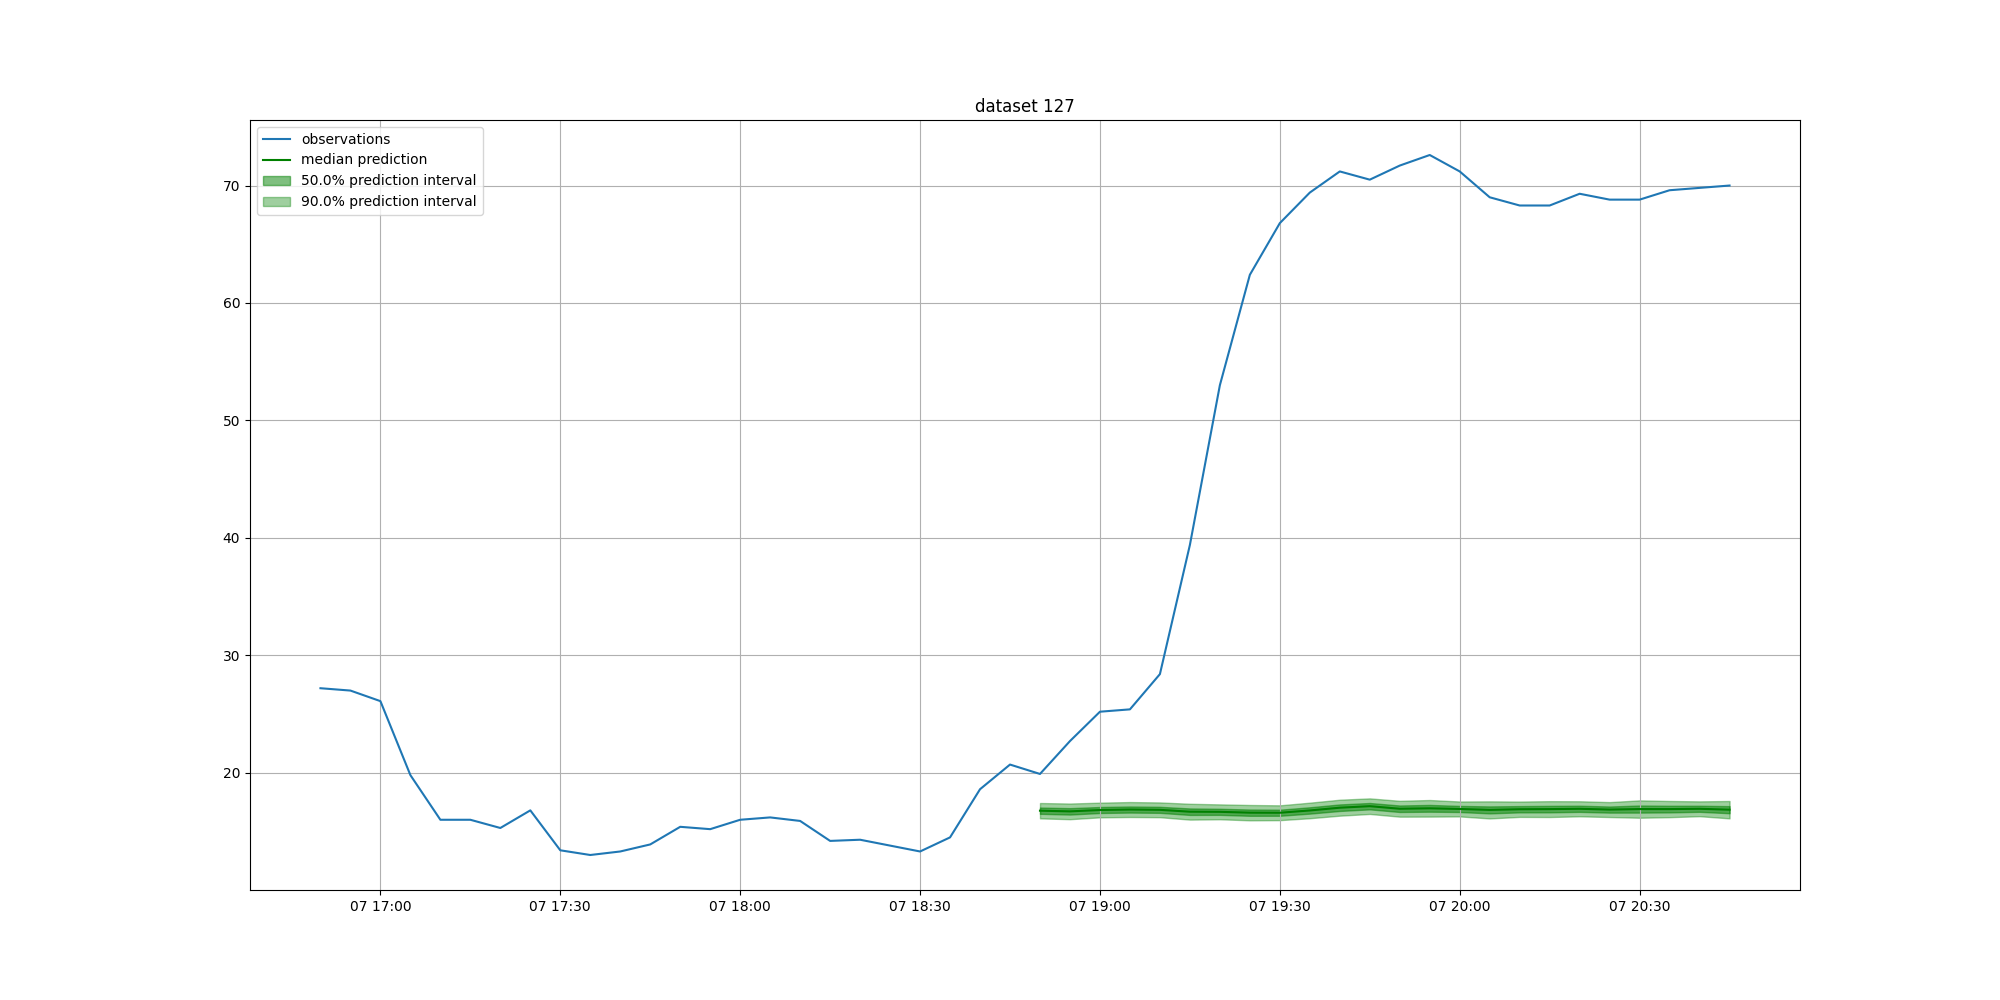 dataset 127
observations
median prediction
50.0% prediction interval
90.0% prediction interval
70
60
50
40
30
20
07 17:00
07 17:30
07 18:00
07 18:30
07 19:00
07 19:30
07 20:00
07 20:30